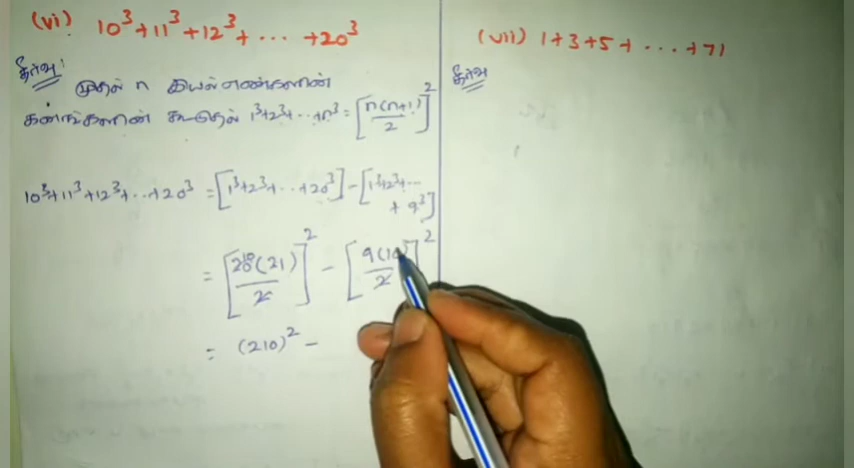 (vi) 10³ + 11³ + 12³ + ... + 20³
தீர்வு:
முதல் n இயல் எண்களின்
கனங்களின் கூடுதல் 1³+2³+...+n³ = [n(n+1)/2]²
10³+11³+12³+...+20³ = [1³+2³+...+20³] - [1³+2³+... + 9³]
= [20(21)/2]² - [9(10)/2]²
= (210)² -
(vii) 1+3+5+ ... +71
தீர்வு